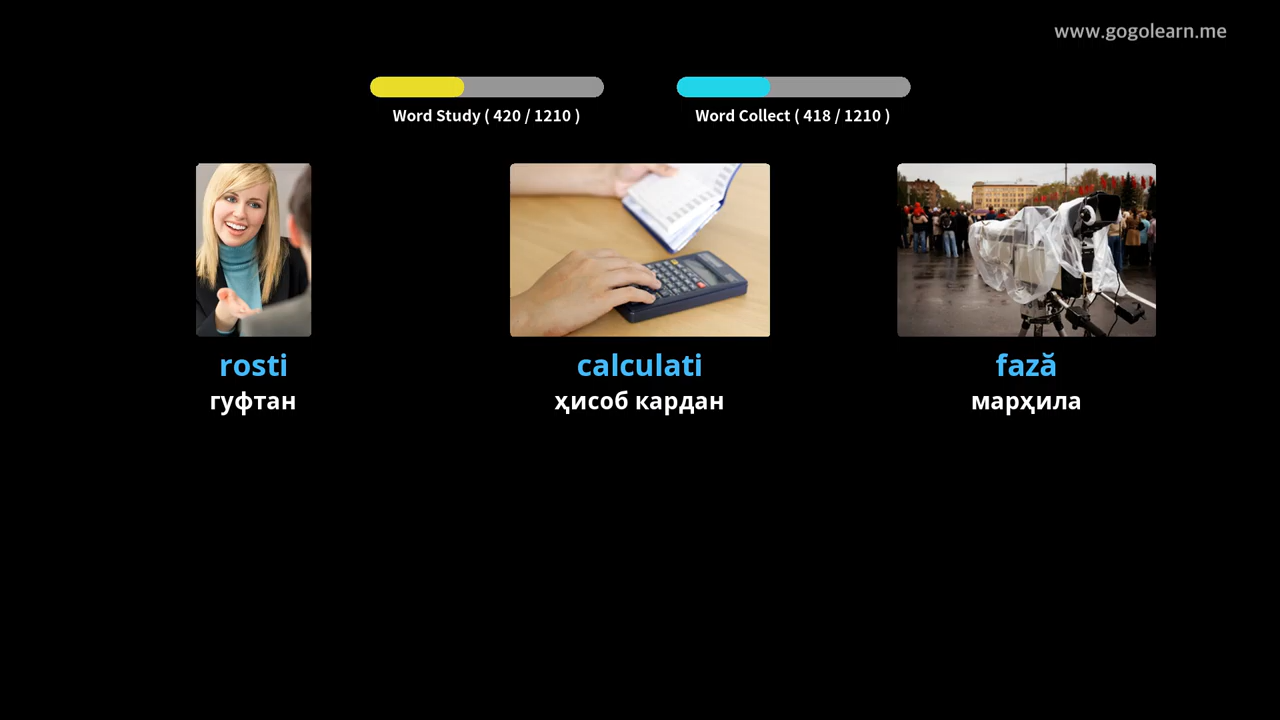 www.gogolearn.me
Word Study ( 420 / 1210 )
Word Collect ( 418 / 1210 )
rosti
calculati
fază
гуфтан
ҳисоб кардан
марҳила